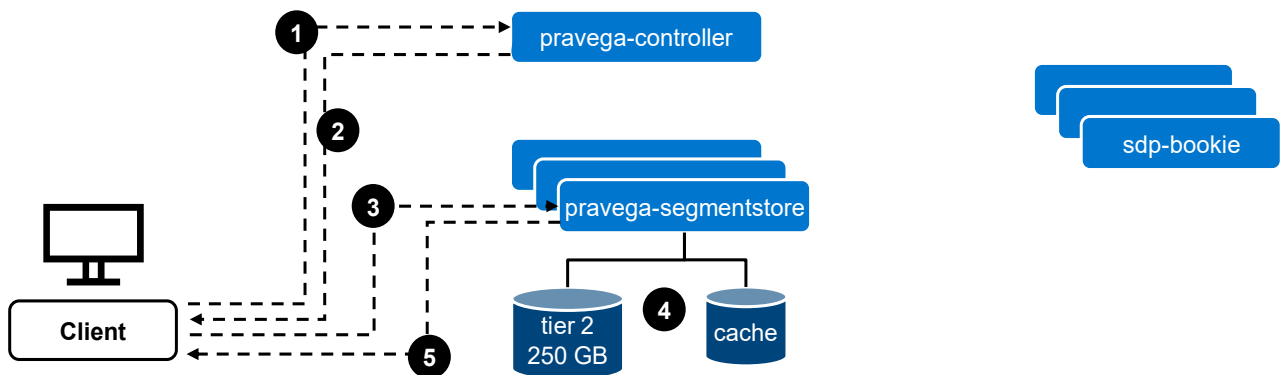 1
pravega-controller
2
sdp-bookie
3
pravega-segmentstore
4
Client
tier 2
250 GB
cache
5